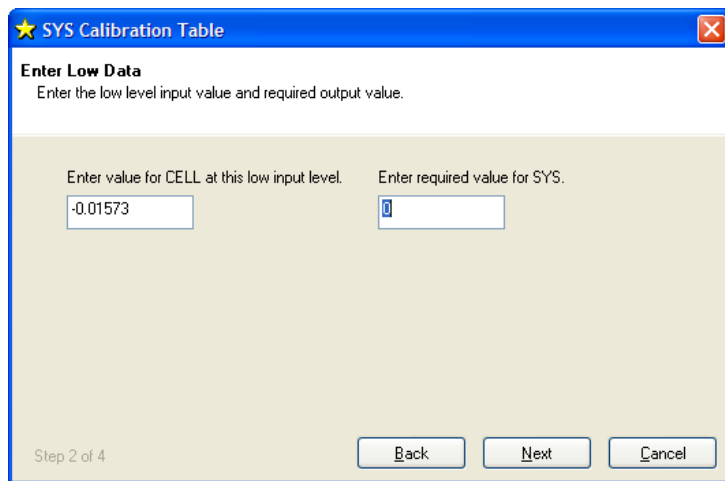 SYS Calibration Table
Enter Low Data
Enter the low level input value and required output value.
Enter value for CELL at this low input level. Enter required value for SYS.
-0.01573 0
Step 2 of 4 Back Next Cancel